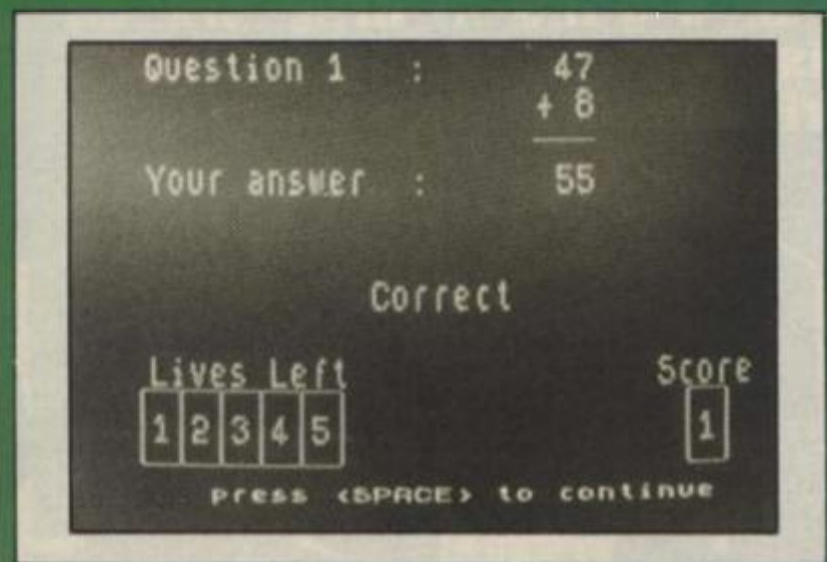 Question 1 : 47
+ 8
Your answer : 55
Correct
Lives Left Score
1 2 3 4 5 1
Press <SPACE> to continue